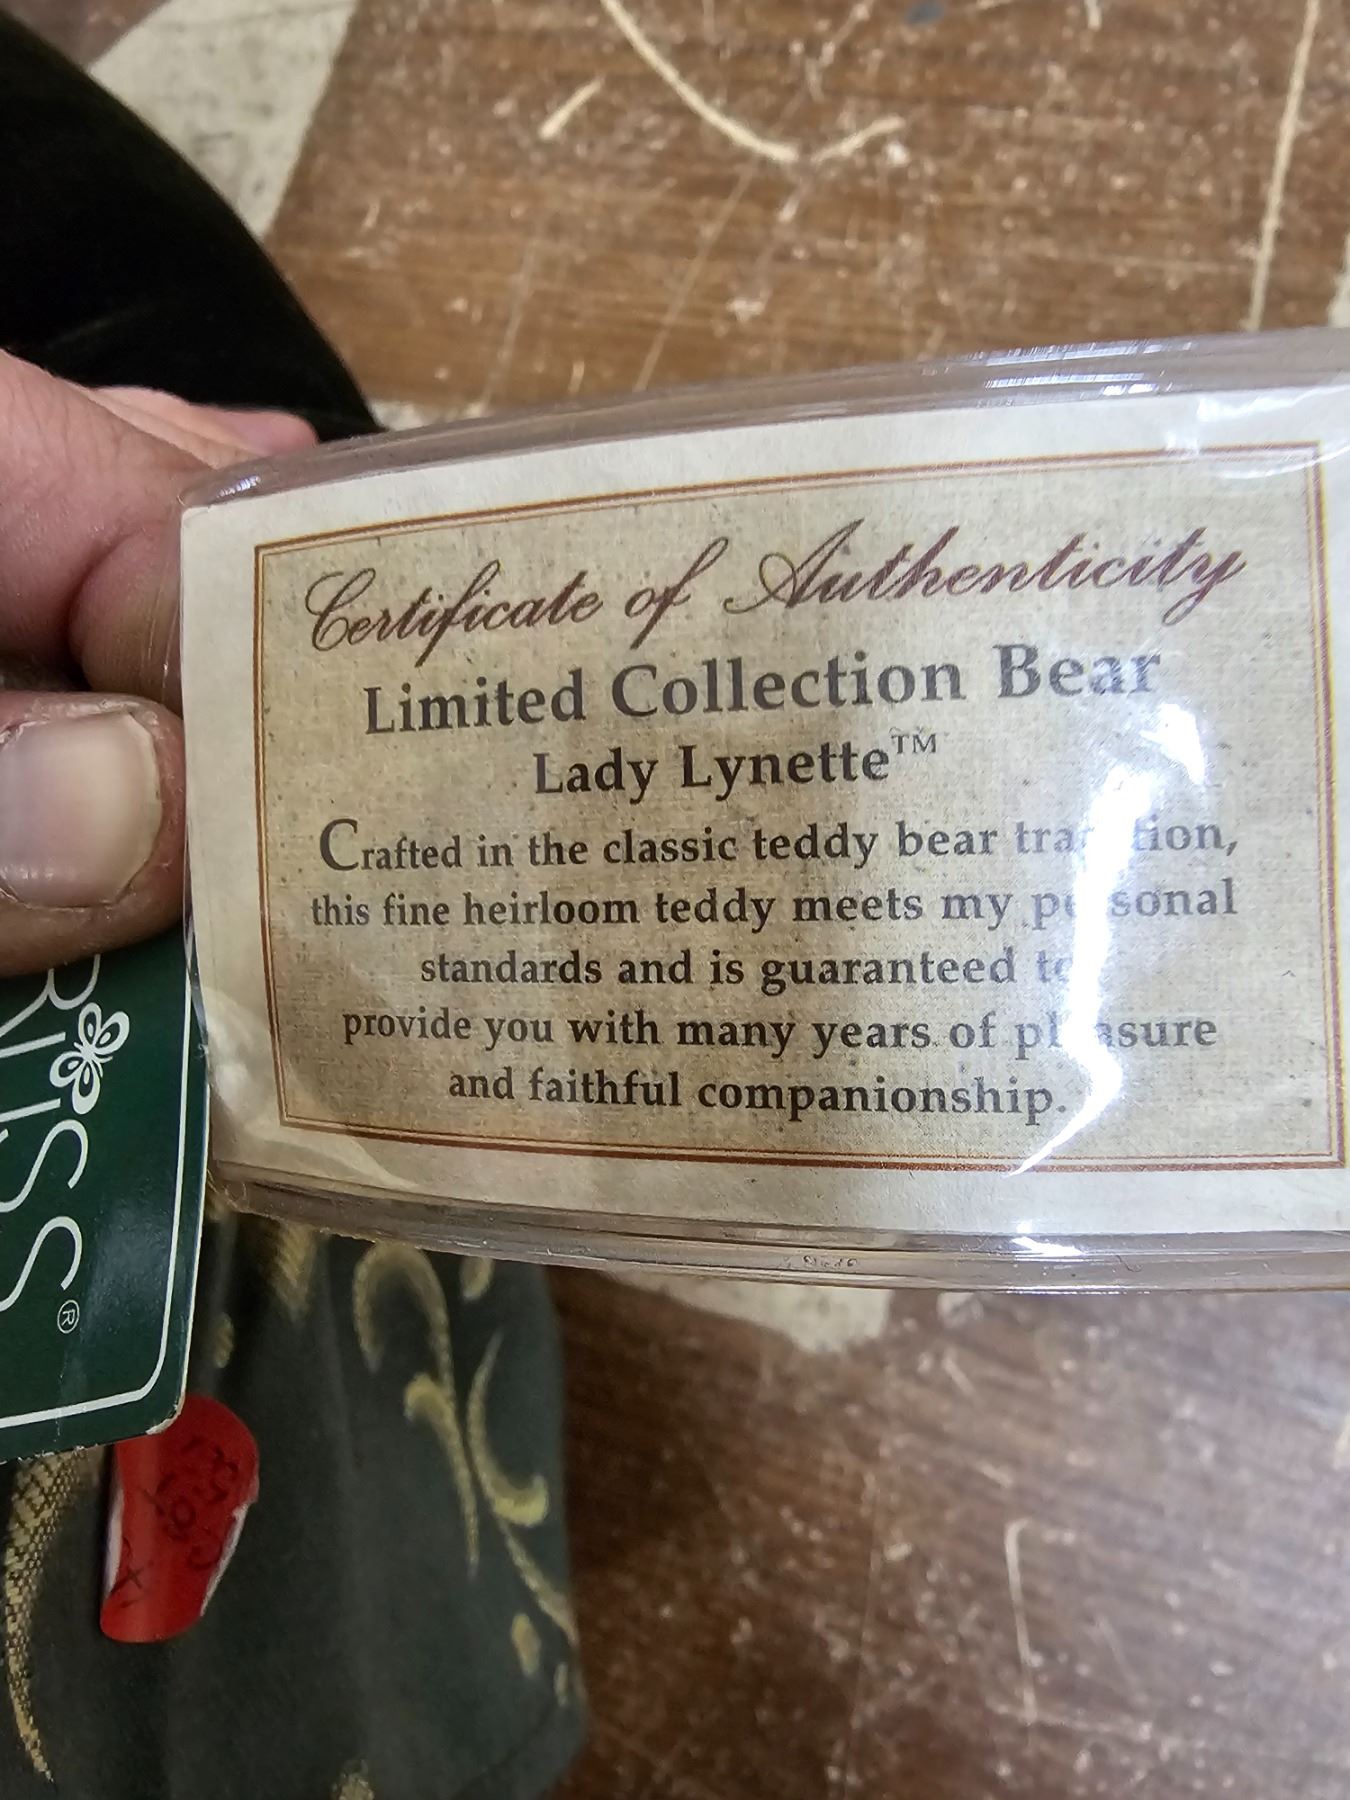 Certificate of Authenticity
Limited Collection Bear
Lady Lynette™
Crafted in the classic teddy bear tradition,
this fine heirloom teddy meets my personal
standards and is guaranteed to
provide you with many years of pleasure
and faithful companionship.
RUSS®